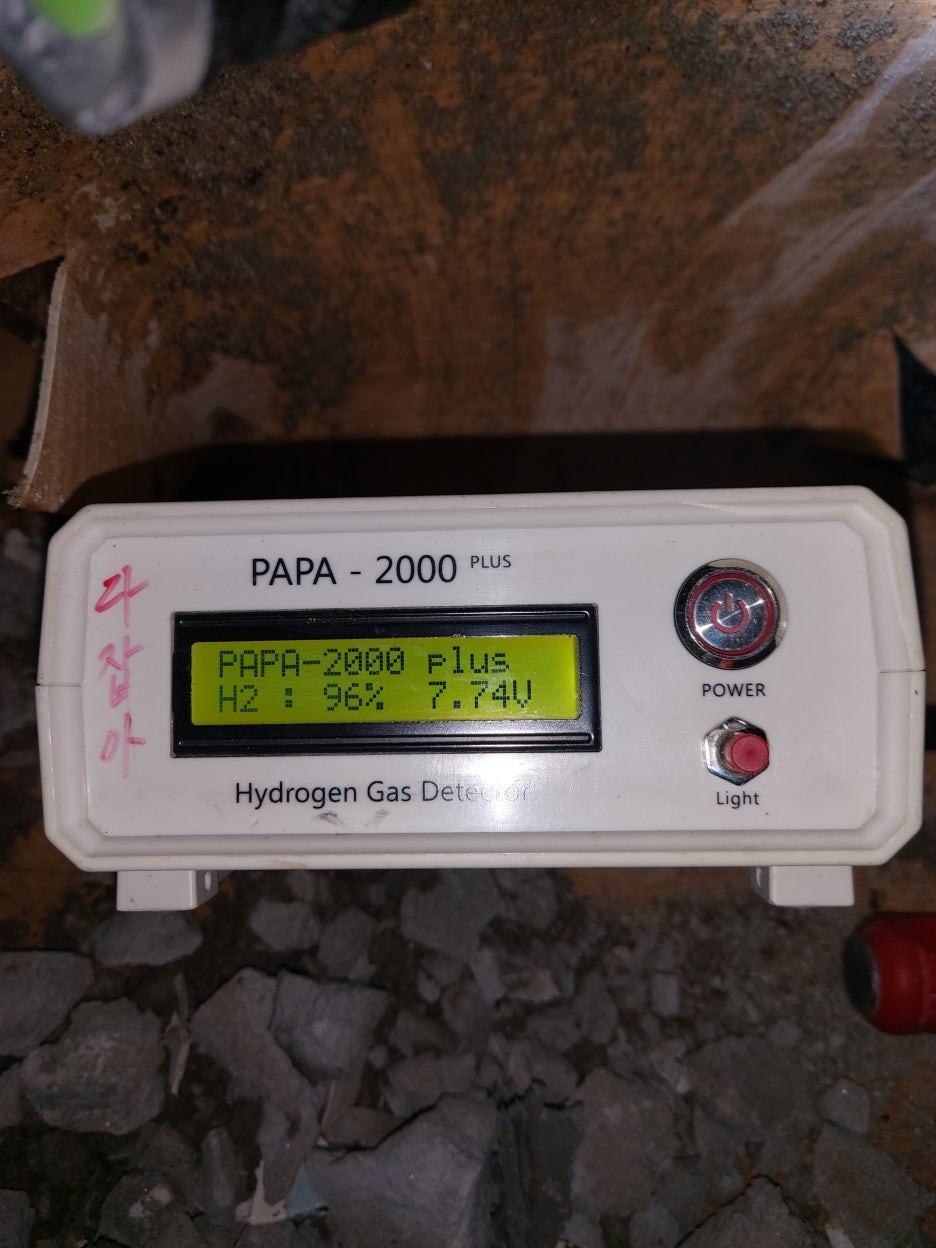 PAPA - 2000 PLUS
PAPA-2000 plus
H2 : 96% 7.74V
Hydrogen Gas Detector
POWER
Light
다
잡
아